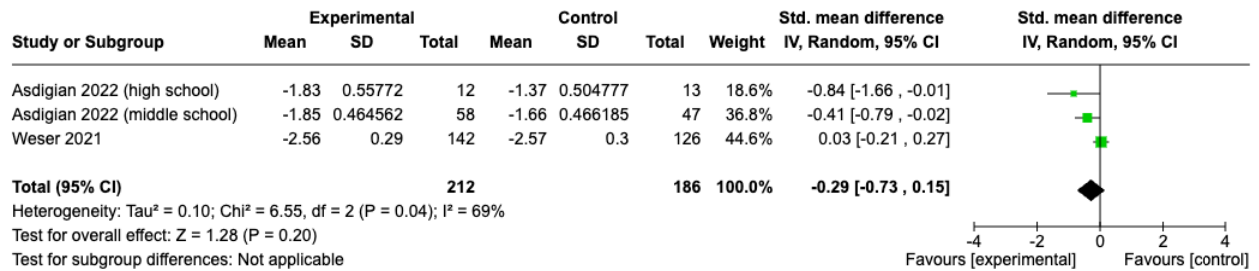 Experimental Control Std. mean difference Std. mean difference
Study or Subgroup Mean SD Total Mean SD Total Weight IV, Random, 95% CI IV, Random, 95% CI
Asdigian 2022 (high school) -1.83 0.55772 12 -1.37 0.504777 13 18.6% -0.84 [-1.66 , -0.01]
Asdigian 2022 (middle school) -1.85 0.464562 58 -1.66 0.466185 47 36.8% -0.41 [-0.79 , -0.02]
Weser 2021 -2.56 0.29 142 -2.57 0.3 126 44.6% 0.03 [-0.21 , 0.27]
Total (95% CI) 212 186 100.0% -0.29 [-0.73 , 0.15]
Heterogeneity: Tau² = 0.10; Chi² = 6.55, df = 2 (P = 0.04); I² = 69%
Test for overall effect: Z = 1.28 (P = 0.20)
-4 -2 0 2 4
Test for subgroup differences: Not applicable
Favours [experimental] Favours [control]